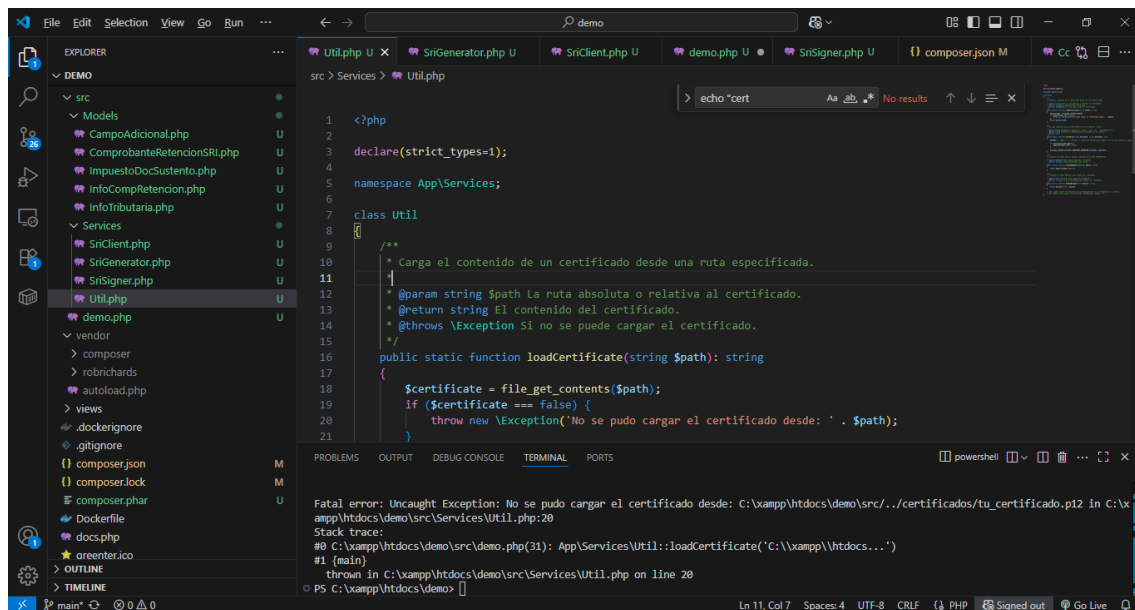 File Edit Selection View Go Run ··· demo
EXPLORER ···
DEMO
src
Models
CampoAdicional.php U
ComprobanteRetencionSRI.php U
ImpuestoDocSustento.php U
InfoCompRetencion.php U
InfoTributaria.php U
Services
SriClient.php U
SriGenerator.php U
SriSigner.php U
Util.php U
demo.php U
vendor
composer
robrichards
autoload.php
views
.dockerignore
.gitignore
{} composer.json M
{} composer.lock M
composer.phar U
Dockerfile
docs.php
greenter.ico
OUTLINE
TIMELINE
1
26
1
1
Util.php U SriGenerator.php U SriClient.php U demo.php U ● SriSigner.php U {} composer.json M Cc
src > Services > Util.php
echo "cert Aa ab .* No results
1 <?php
2
3 declare(strict_types=1);
4
5 namespace App\Services;
6
7 class Util
8 {
9 /**
10 * Carga el contenido de un certificado desde una ruta especificada.
11 *
12 * @param string $path La ruta absoluta o relativa al certificado.
13 * @return string El contenido del certificado.
14 * @throws \Exception Si no se puede cargar el certificado.
15 */
16 public static function loadCertificate(string $path): string
17 {
18 $certificate = file_get_contents($path);
19 if ($certificate === false) {
20 throw new \Exception('No se pudo cargar el certificado desde: ' . $path);
21 }
PROBLEMS OUTPUT DEBUG CONSOLE TERMINAL PORTS powershell ···
Fatal error: Uncaught Exception: No se pudo cargar el certificado desde: C:\xampp\htdocs\demo\src/../certificados/tu_certificado.p12 in C:\x
ampp\htdocs\demo\src\Services\Util.php:20
Stack trace:
#0 C:\xampp\htdocs\demo\src\demo.php(31): App\Services\Util::loadCertificate('C:\\xampp\\htdocs...')
#1 {main}
thrown in C:\xampp\htdocs\demo\src\Services\Util.php on line 20
PS C:\xampp\htdocs\demo>
main* 0 0 Ln 11, Col 7 Spaces: 4 UTF-8 CRLF PHP Signed out Go Live